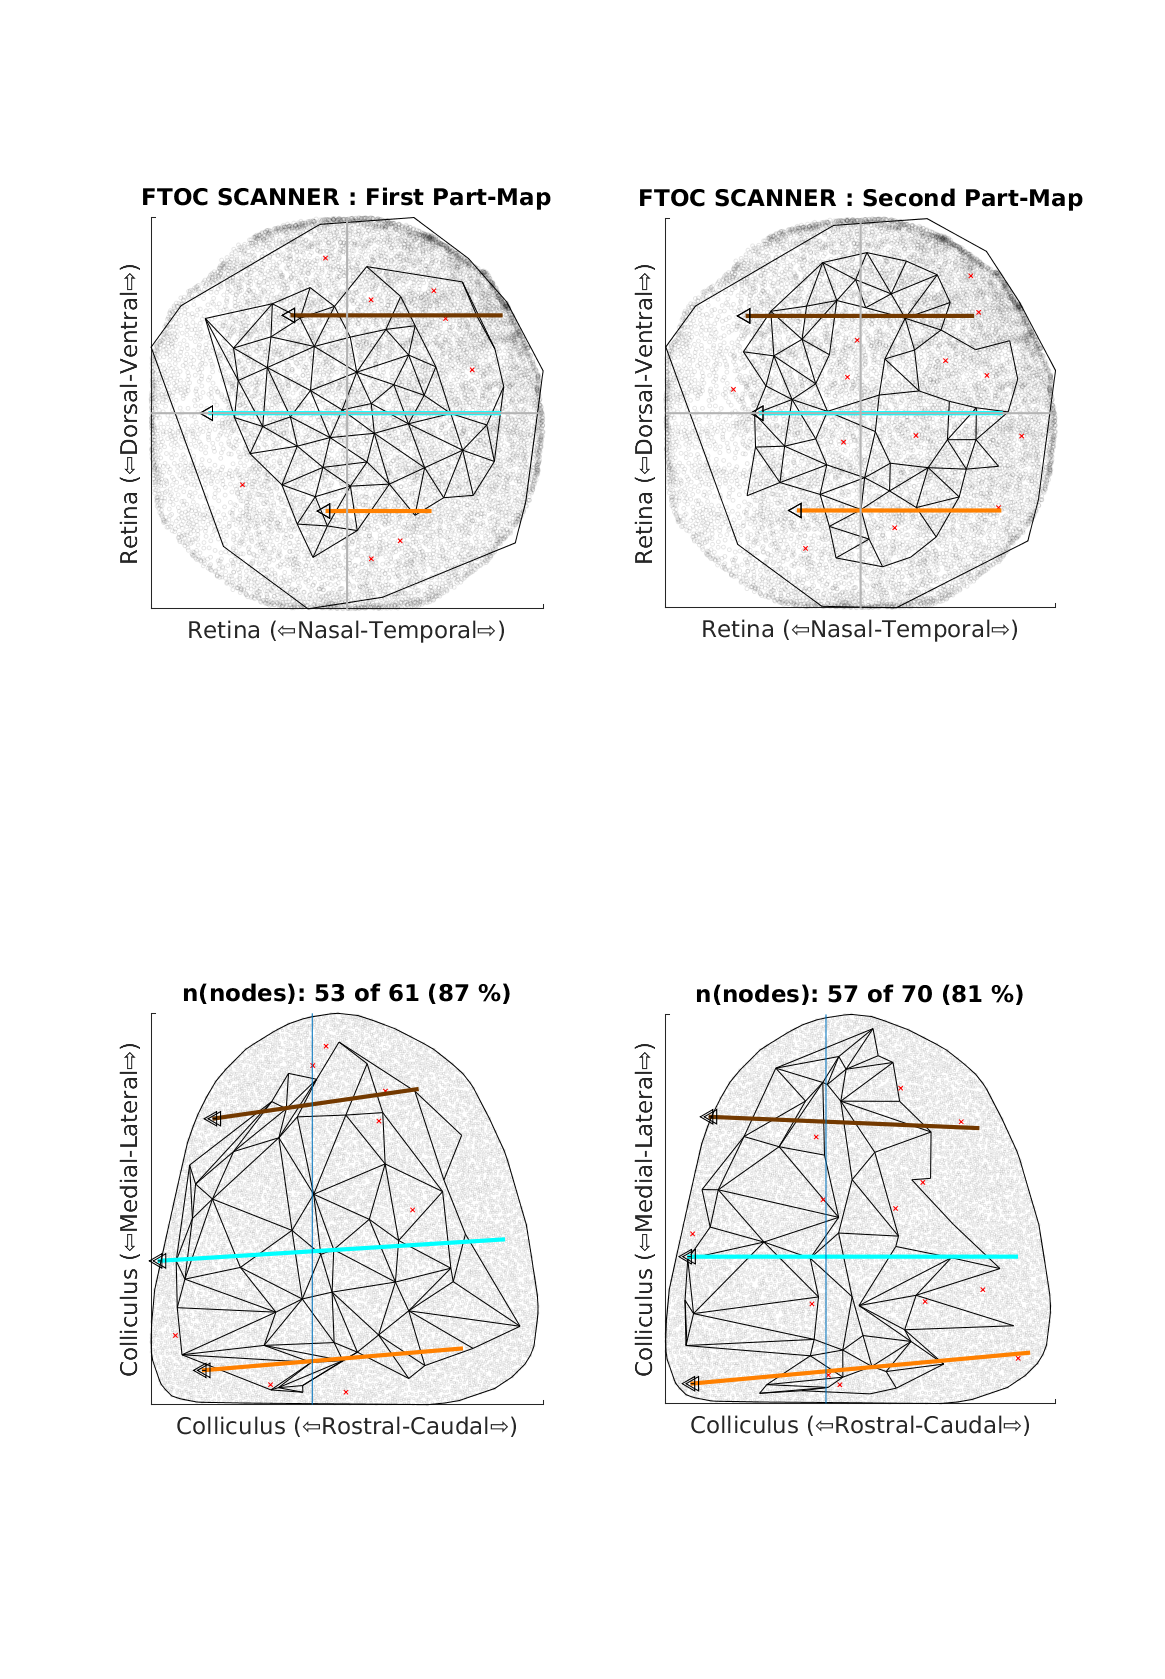 FTOC SCANNER : First Part-Map
FTOC SCANNER : Second Part-Map
Retina (⇦Dorsal-Ventral⇨)
Retina (⇦Dorsal-Ventral⇨)
Retina (⇦Nasal-Temporal⇨)
Retina (⇦Nasal-Temporal⇨)
n(nodes): 53 of 61 (87 %)
n(nodes): 57 of 70 (81 %)
Colliculus (⇦Medial-Lateral⇨)
Colliculus (⇦Medial-Lateral⇨)
Colliculus (⇦Rostral-Caudal⇨)
Colliculus (⇦Rostral-Caudal⇨)